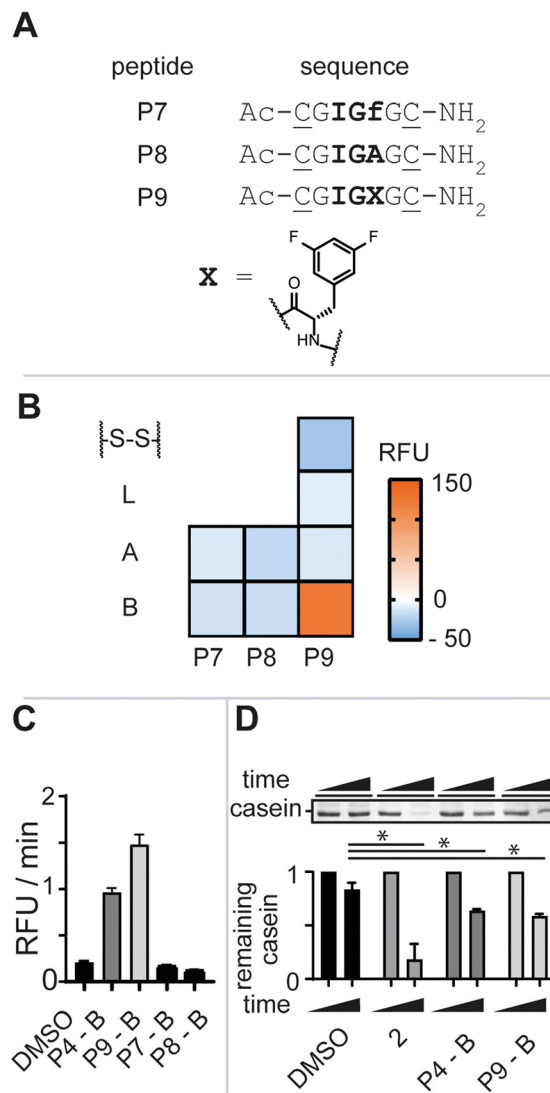 A
peptide sequence
P7 Ac-CGIGfGC-NH2
P8 Ac-CGIGAGC-NH2
P9 Ac-CGIGXGC-NH2
F F
X =
O
HN
B
S-S
RFU
L
150
A
0
B
- 50
P7 P8 P9
C
D
time
casein
* * *
2
1
0
RFU / min
DMSO P4 - B P9 - B P7 - B P8 - B
1
0
remaining casein
time
DMSO 2 P4 - B P9 - B